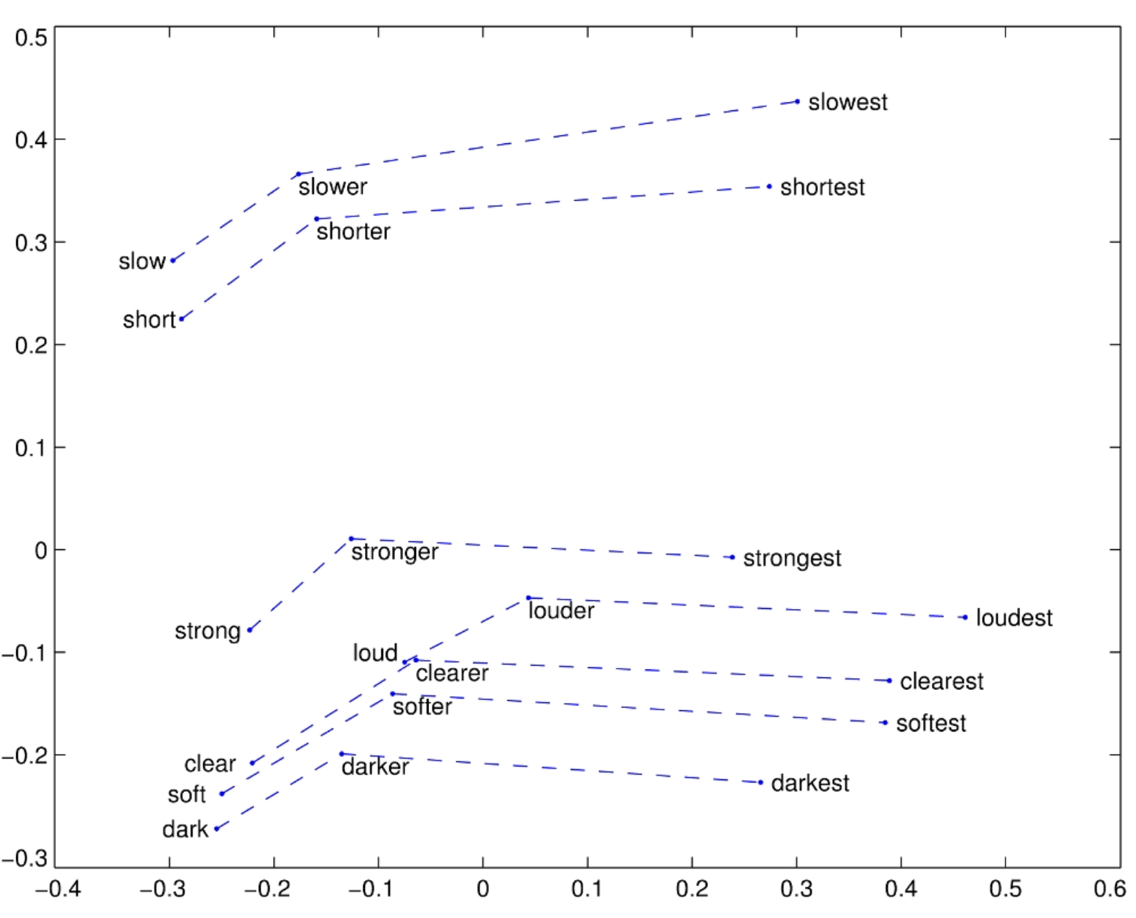 0.5
slowest
0.4
slower
shortest
shorter
0.3
slow
short
0.2
0.1
0
stronger
strongest
louder
loudest
strong
−0.1
loud
clearer
clearest
softer
softest
−0.2
clear
darker
darkest
soft
dark
−0.3
−0.4 −0.3 −0.2 −0.1 0 0.1 0.2 0.3 0.4 0.5 0.6